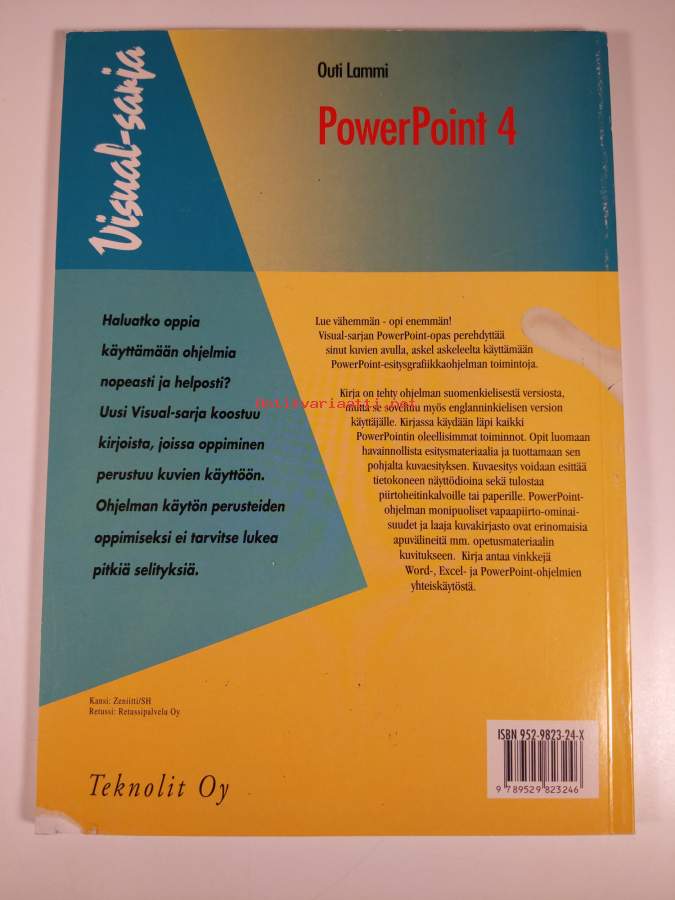 Visual-sarja
Outi Lammi
PowerPoint 4
Haluatko oppia
käyttämään ohjelmia
nopeasti ja helposti?
Uusi Visual-sarja koostuu
kirjoista, joissa oppiminen
perustuu kuvien käyttöön.
Ohjelman käytön perusteiden
oppimiseksi ei tarvitse lukea
pitkiä selityksiä.
Lue vähemmän - opi enemmän!
Visual-sarjan PowerPoint-opas perehdyttää
sinut kuvien avulla, askel askeleelta käyttämään
PowerPoint-esitysgrafiikkaohjelman toimintoja.
Kirja on tehty ohjelman suomenkielisestä versiosta,
mutta se soveltuu myös englanninkielisen version
käyttäjälle. Kirjassa käydään läpi kaikki
PowerPointin oleellisimmat toiminnot. Opit luomaan
havainnollista esitysmateriaalia ja tuottamaan sen
pohjalta kuvaesityksen. Kuvaesitys voidaan esittää
tietokoneen näyttödioina sekä tulostaa
piirtoheitinkalvoille tai paperille. PowerPoint-
ohjelman monipuoliset vapaapiirto-ominai-
suudet ja laaja kuvakirjasto ovat erinomaisia
apuvälineitä mm. opetusmateriaalin
kuvitukseen. Kirja antaa vinkkejä
Word-, Excel- ja PowerPoint-ohjelmien
yhteiskäytöstä.
Antikvariaatti.net
Kansi: Zeniitti/SH
Retussi: Retussipalvelu Oy
Teknolit Oy
ISBN 952-9823-24-X
9 789529 823246